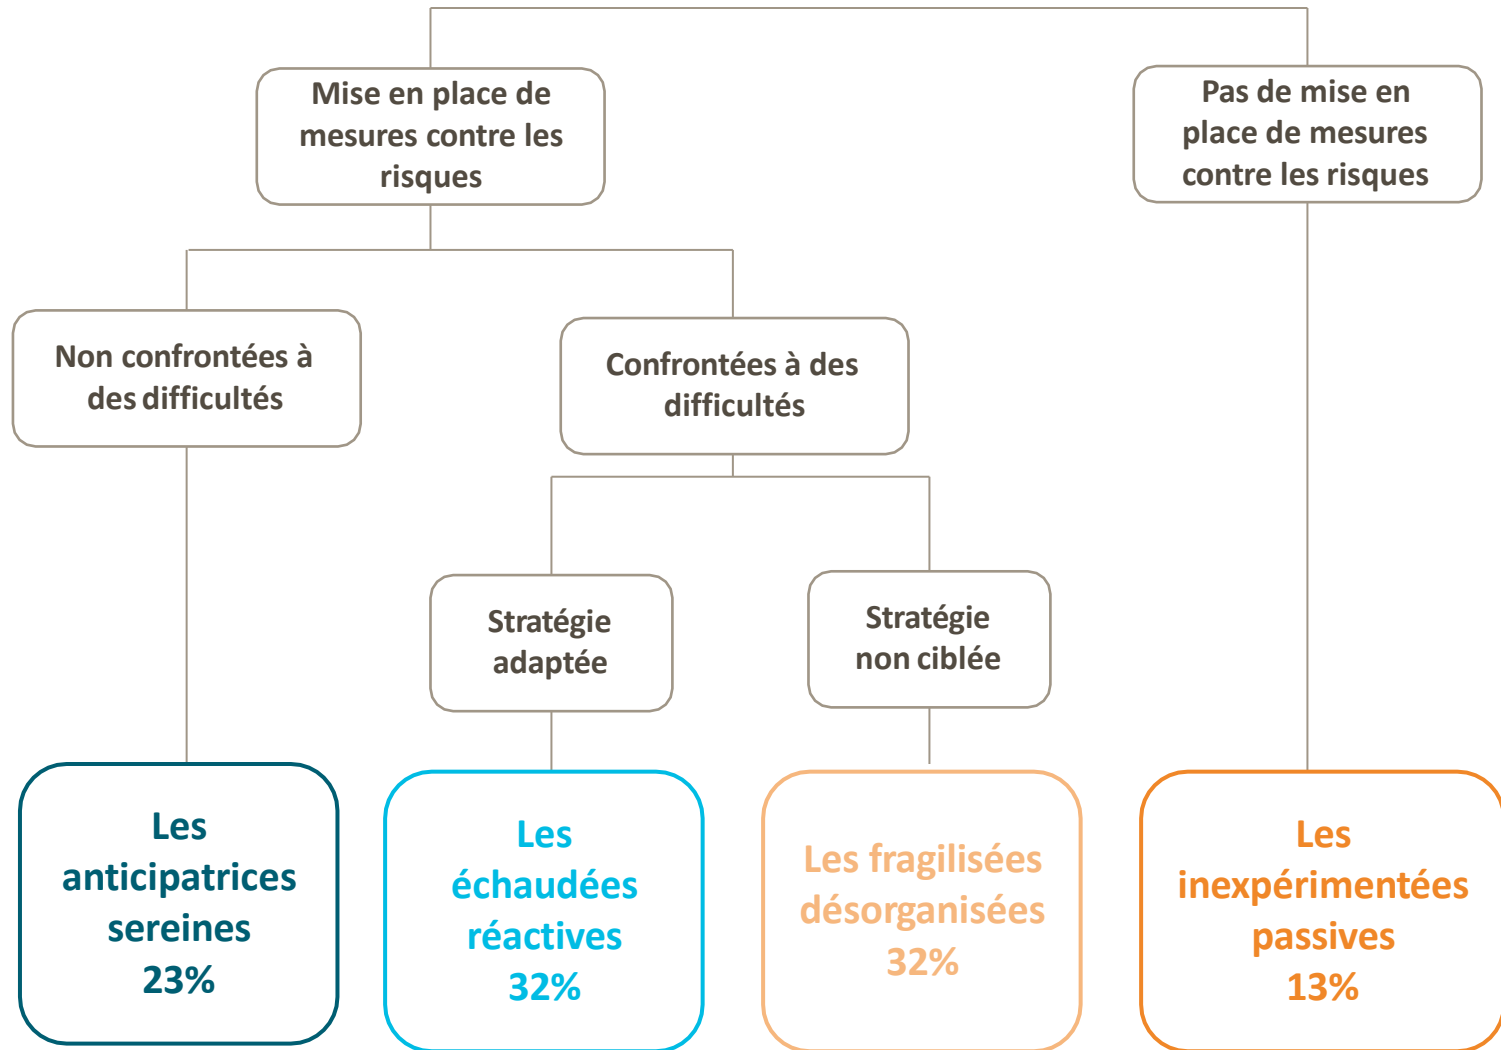 Mise en place de
mesures contre les
risques
Pas de mise en
place de mesures
contre les risques
Non confrontées à
des difficultés
Confrontées à des
difficultés
Stratégie
adaptée
Stratégie
non ciblée
Les
anticipatrices
sereines
23%
Les
échaudées
réactives
32%
Les fragilisées
désorganisées
32%
Les
inexpérimentées
passives
13%